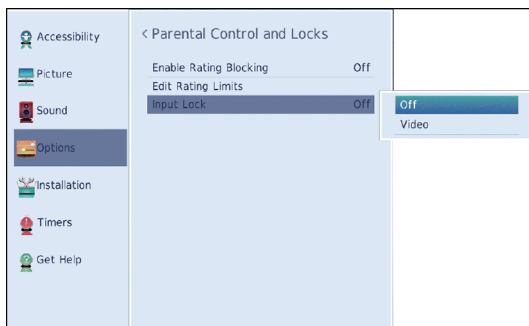 Accessibility
Picture
Sound
Options
Installation
Timers
Get Help
< Parental Control and Locks
Enable Rating Blocking Off
Edit Rating Limits
Input Lock Off
Off
Video